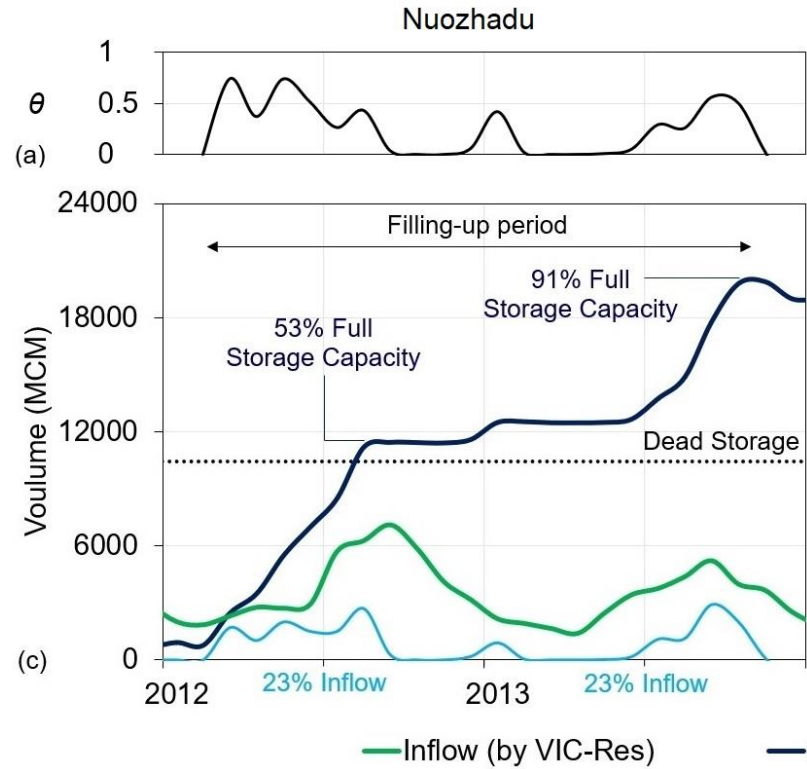 Nuozhadu
1
θ
0.5
(a)
0
24000
Filling-up period
91% Full
Storage Capacity
18000
53% Full
Storage Capacity
Voulume (MCM)
12000
Dead Storage
6000
(c)
0
2012
23% Inflow
2013
23% Inflow
Inflow (by VIC-Res)